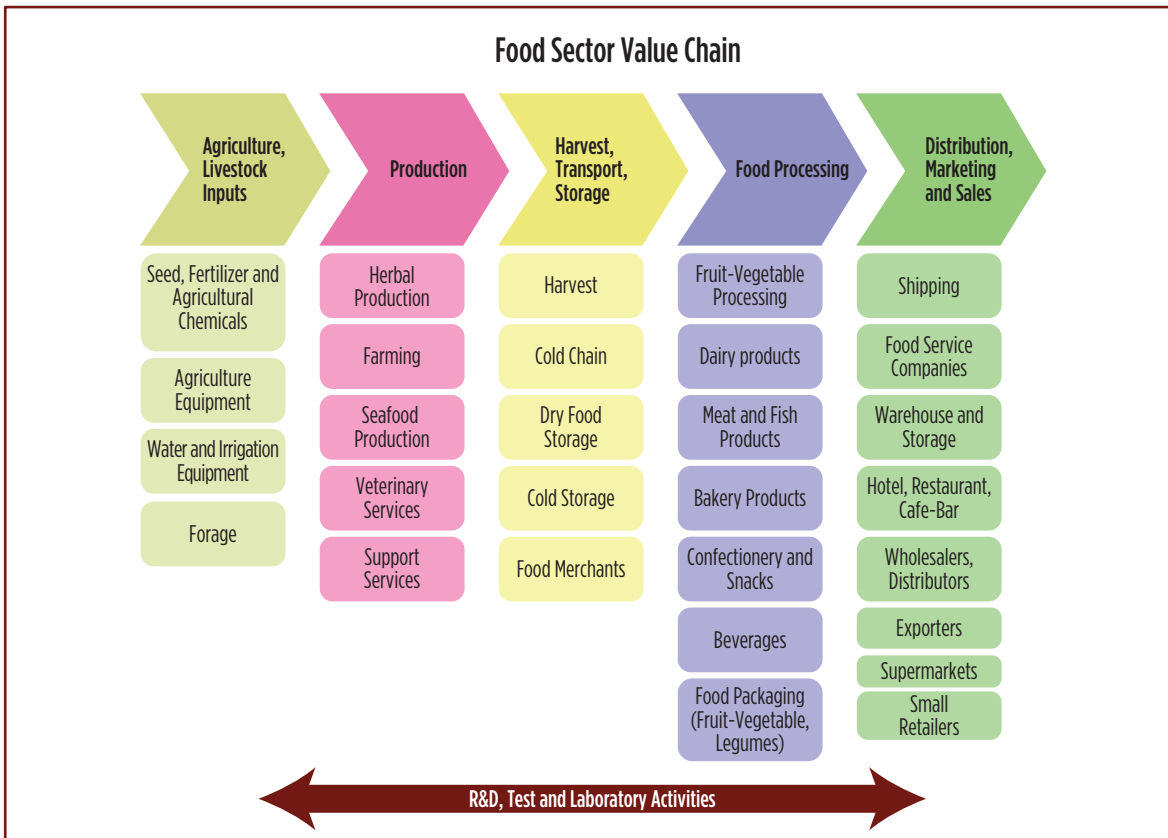 Food Sector Value Chain
Agriculture,
Livestock
Inputs
Production
Harvest,
Transport,
Storage
Food Processing
Distribution,
Marketing
and Sales
Seed, Fertilizer and
Agricultural
Chemicals
Agriculture
Equipment
Water and Irrigation
Equipment
Forage
Herbal
Production
Farming
Seafood
Production
Veterinary
Services
Support
Services
Harvest
Cold Chain
Dry Food
Storage
Cold Storage
Food Merchants
Fruit-Vegetable
Processing
Dairy products
Meat and Fish
Products
Bakery Products
Confectionery and
Snacks
Beverages
Food Packaging
(Fruit-Vegetable,
Legumes)
Shipping
Food Service
Companies
Warehouse and
Storage
Hotel, Restaurant,
Cafe-Bar
Wholesalers,
Distributors
Exporters
Supermarkets
Small
Retailers
R&D, Test and Laboratory Activities